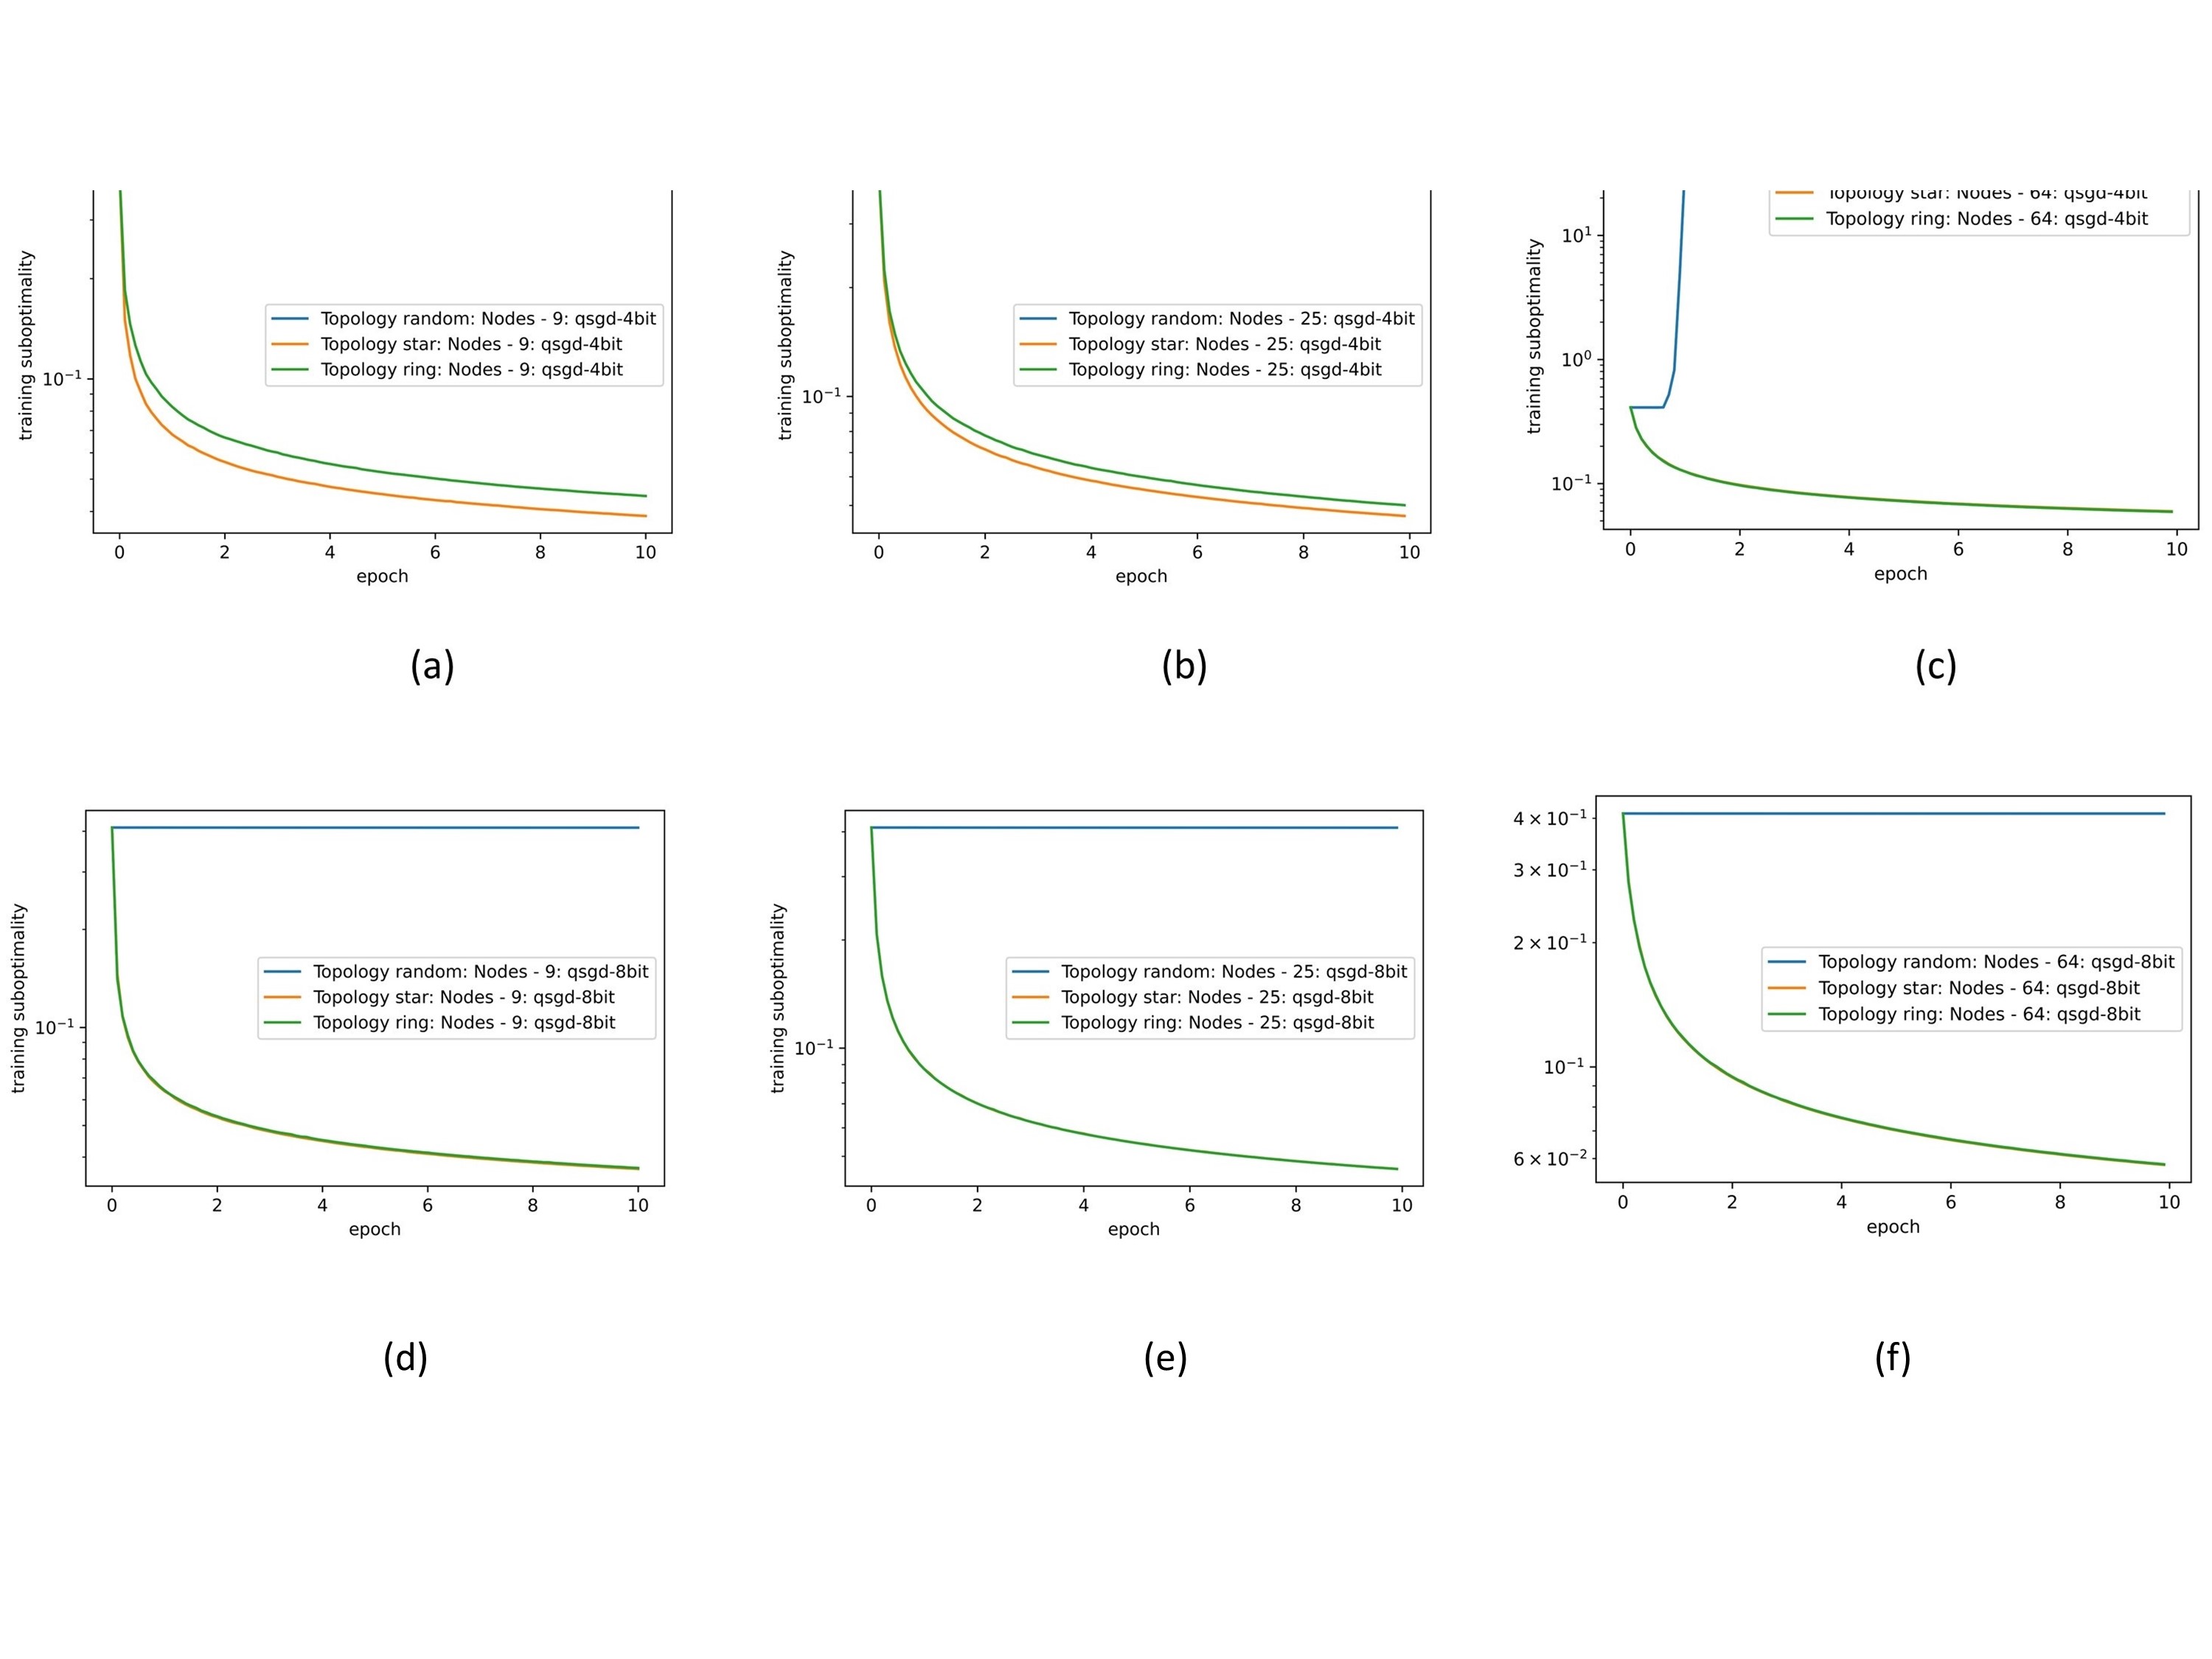 training suboptimality
10⁻¹
Topology random: Nodes - 9: qsgd-4bit
Topology star: Nodes - 9: qsgd-4bit
Topology ring: Nodes - 9: qsgd-4bit
0 2 4 6 8 10
epoch
(a)
training suboptimality
10⁻¹
Topology random: Nodes - 25: qsgd-4bit
Topology star: Nodes - 25: qsgd-4bit
Topology ring: Nodes - 25: qsgd-4bit
0 2 4 6 8 10
epoch
(b)
training suboptimality
10¹
10⁰
10⁻¹
Topology star: Nodes - 64: qsgd-4bit
Topology ring: Nodes - 64: qsgd-4bit
0 2 4 6 8 10
epoch
(c)
training suboptimality
10⁻¹
Topology random: Nodes - 9: qsgd-8bit
Topology star: Nodes - 9: qsgd-8bit
Topology ring: Nodes - 9: qsgd-8bit
0 2 4 6 8 10
epoch
(d)
training suboptimality
10⁻¹
Topology random: Nodes - 25: qsgd-8bit
Topology star: Nodes - 25: qsgd-8bit
Topology ring: Nodes - 25: qsgd-8bit
0 2 4 6 8 10
epoch
(e)
4 × 10⁻¹
3 × 10⁻¹
2 × 10⁻¹
10⁻¹
6 × 10⁻²
Topology random: Nodes - 64: qsgd-8bit
Topology star: Nodes - 64: qsgd-8bit
Topology ring: Nodes - 64: qsgd-8bit
0 2 4 6 8 10
epoch
(f)